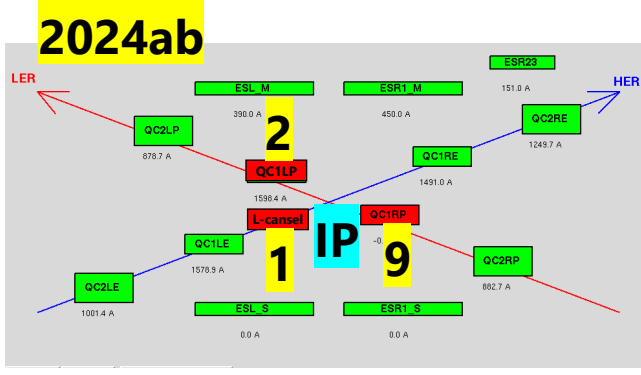 2024ab
ESR23
LER
HER
ESL_M
ESR1_M
151.0 A
390.0 A
450.0 A
QC2LP
QC2RE
2
878.7 A
1249.7 A
QC1RE
QC1LP
1491.0 A
1598.4 A
L-cansel
QC1RP
IP
QC1LE
1
9
1578.9 A
QC2RP
QC2LE
882.7 A
1001.4 A
ESL_S
ESR1_S
0.0 A
0.0 A